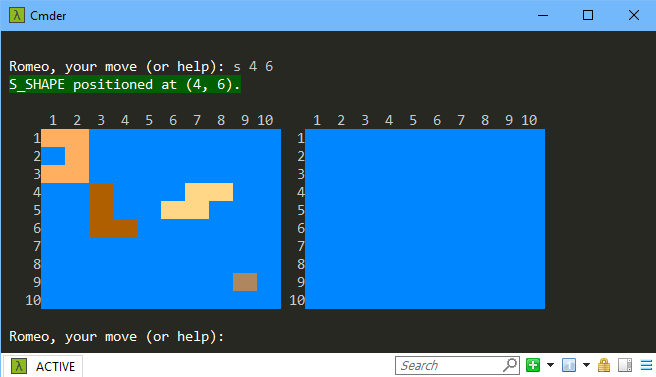 λ Cmder
Romeo, your move (or help): s 4 6
S_SHAPE positioned at (4, 6).
1 2 3 4 5 6 7 8 9 10 1 2 3 4 5 6 7 8 9 10
1 1
2 2
3 3
4 4
5 5
6 6
7 7
8 8
9 9
10 10
Romeo, your move (or help):
λ ACTIVE Search 1